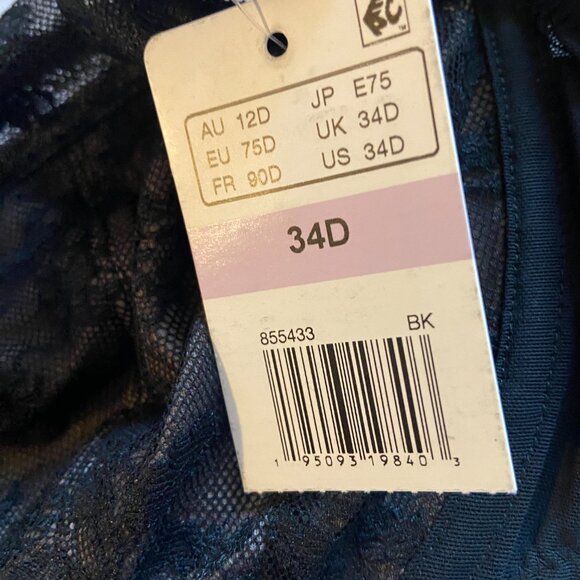 BC
AU 12D JP E75
EU 75D UK 34D
FR 90D US 34D
34D
855433 BK
1 95093 19840 3